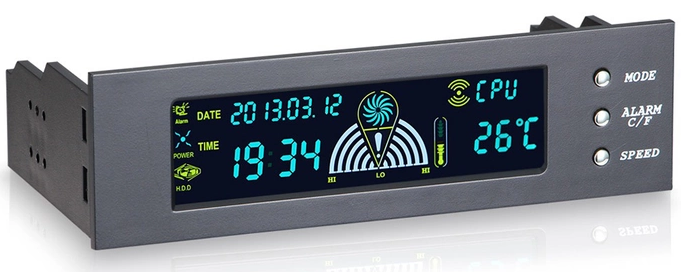 Alarm
DATE 2013.03.12
CPU
POWER
TIME 19:34
26°C
H.D.D
HI LO HI
MODE
ALARM
C/F
SPEED